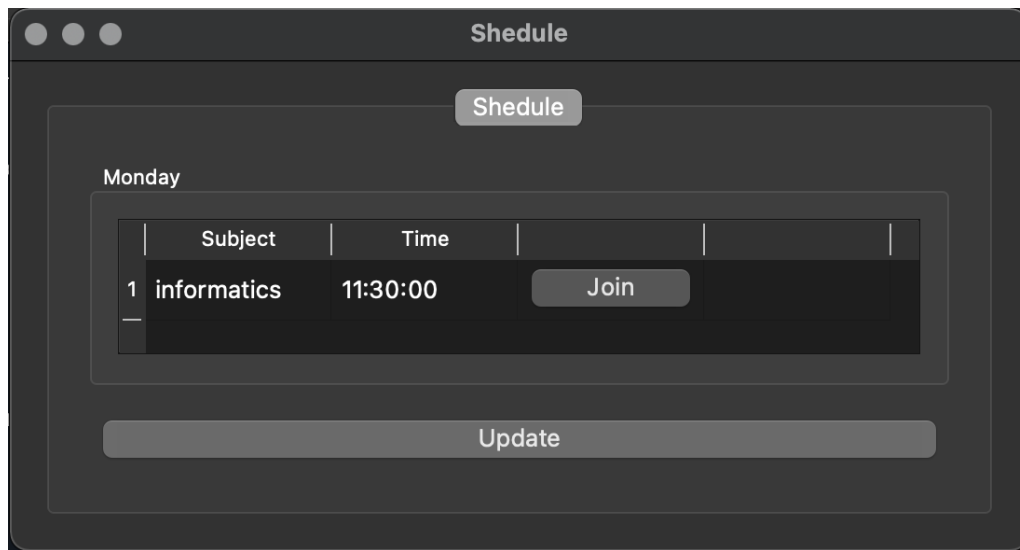 Shedule
Shedule
Monday
Subject Time
1 informatics 11:30:00 Join
Update